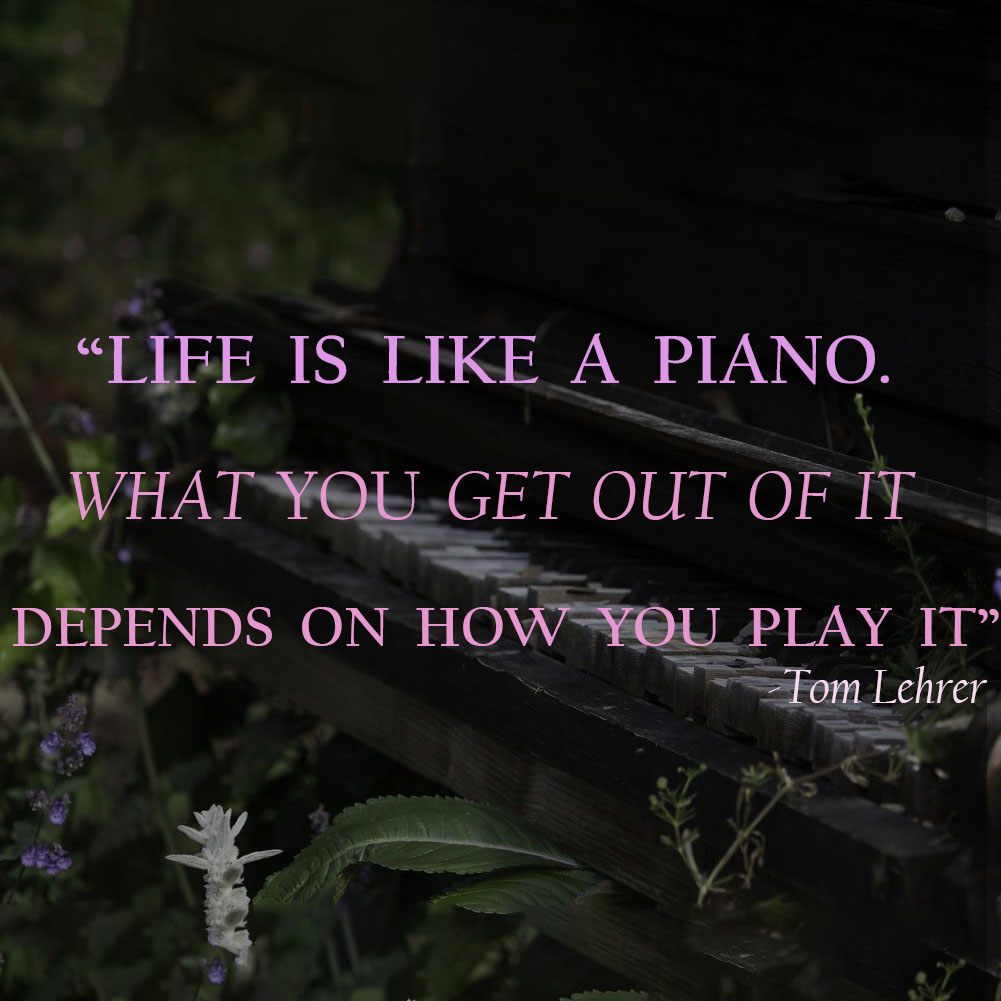 “LIFE IS LIKE A PIANO.
WHAT YOU GET OUT OF IT
DEPENDS ON HOW YOU PLAY IT”
-Tom Lehrer